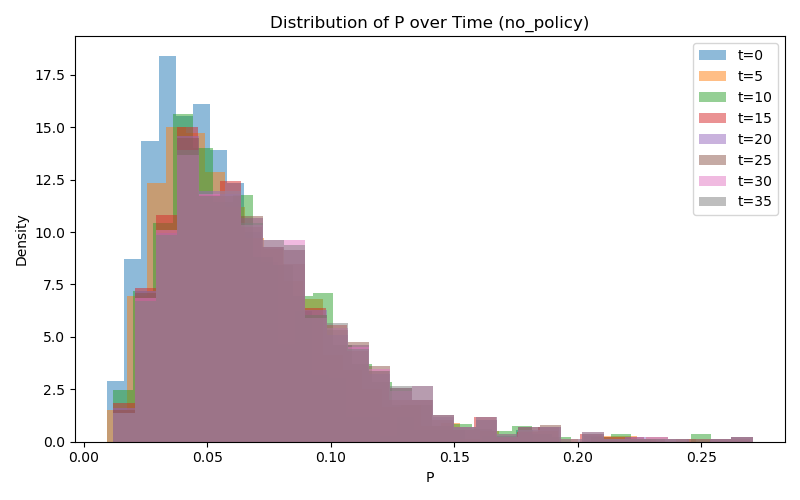 Distribution of P over Time (no_policy)
t=0
t=5
t=10
t=15
t=20
t=25
t=30
t=35
Density
17.5
15.0
12.5
10.0
7.5
5.0
2.5
0.0
0.00 0.05 0.10 0.15 0.20 0.25
P